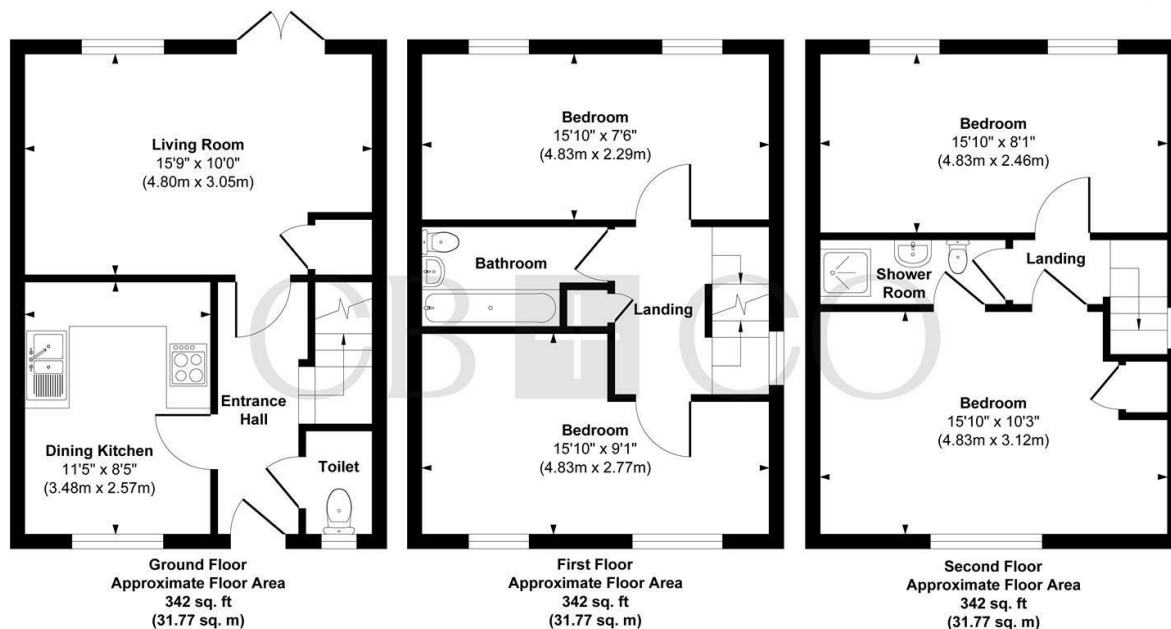 Living Room
15'9" x 10'0"
(4.80m x 3.05m)
Dining Kitchen
11'5" x 8'5"
(3.48m x 2.57m)
Entrance
Hall
Toilet
Ground Floor
Approximate Floor Area
342 sq. ft
(31.77 sq. m)
Bedroom
15'10" x 7'6"
(4.83m x 2.29m)
Bathroom
Landing
Bedroom
15'10" x 9'1"
(4.83m x 2.77m)
First Floor
Approximate Floor Area
342 sq. ft
(31.77 sq. m)
Bedroom
15'10" x 8'1"
(4.83m x 2.46m)
Shower
Room
Landing
Bedroom
15'10" x 10'3"
(4.83m x 3.12m)
Second Floor
Approximate Floor Area
342 sq. ft
(31.77 sq. m)
CB+CO